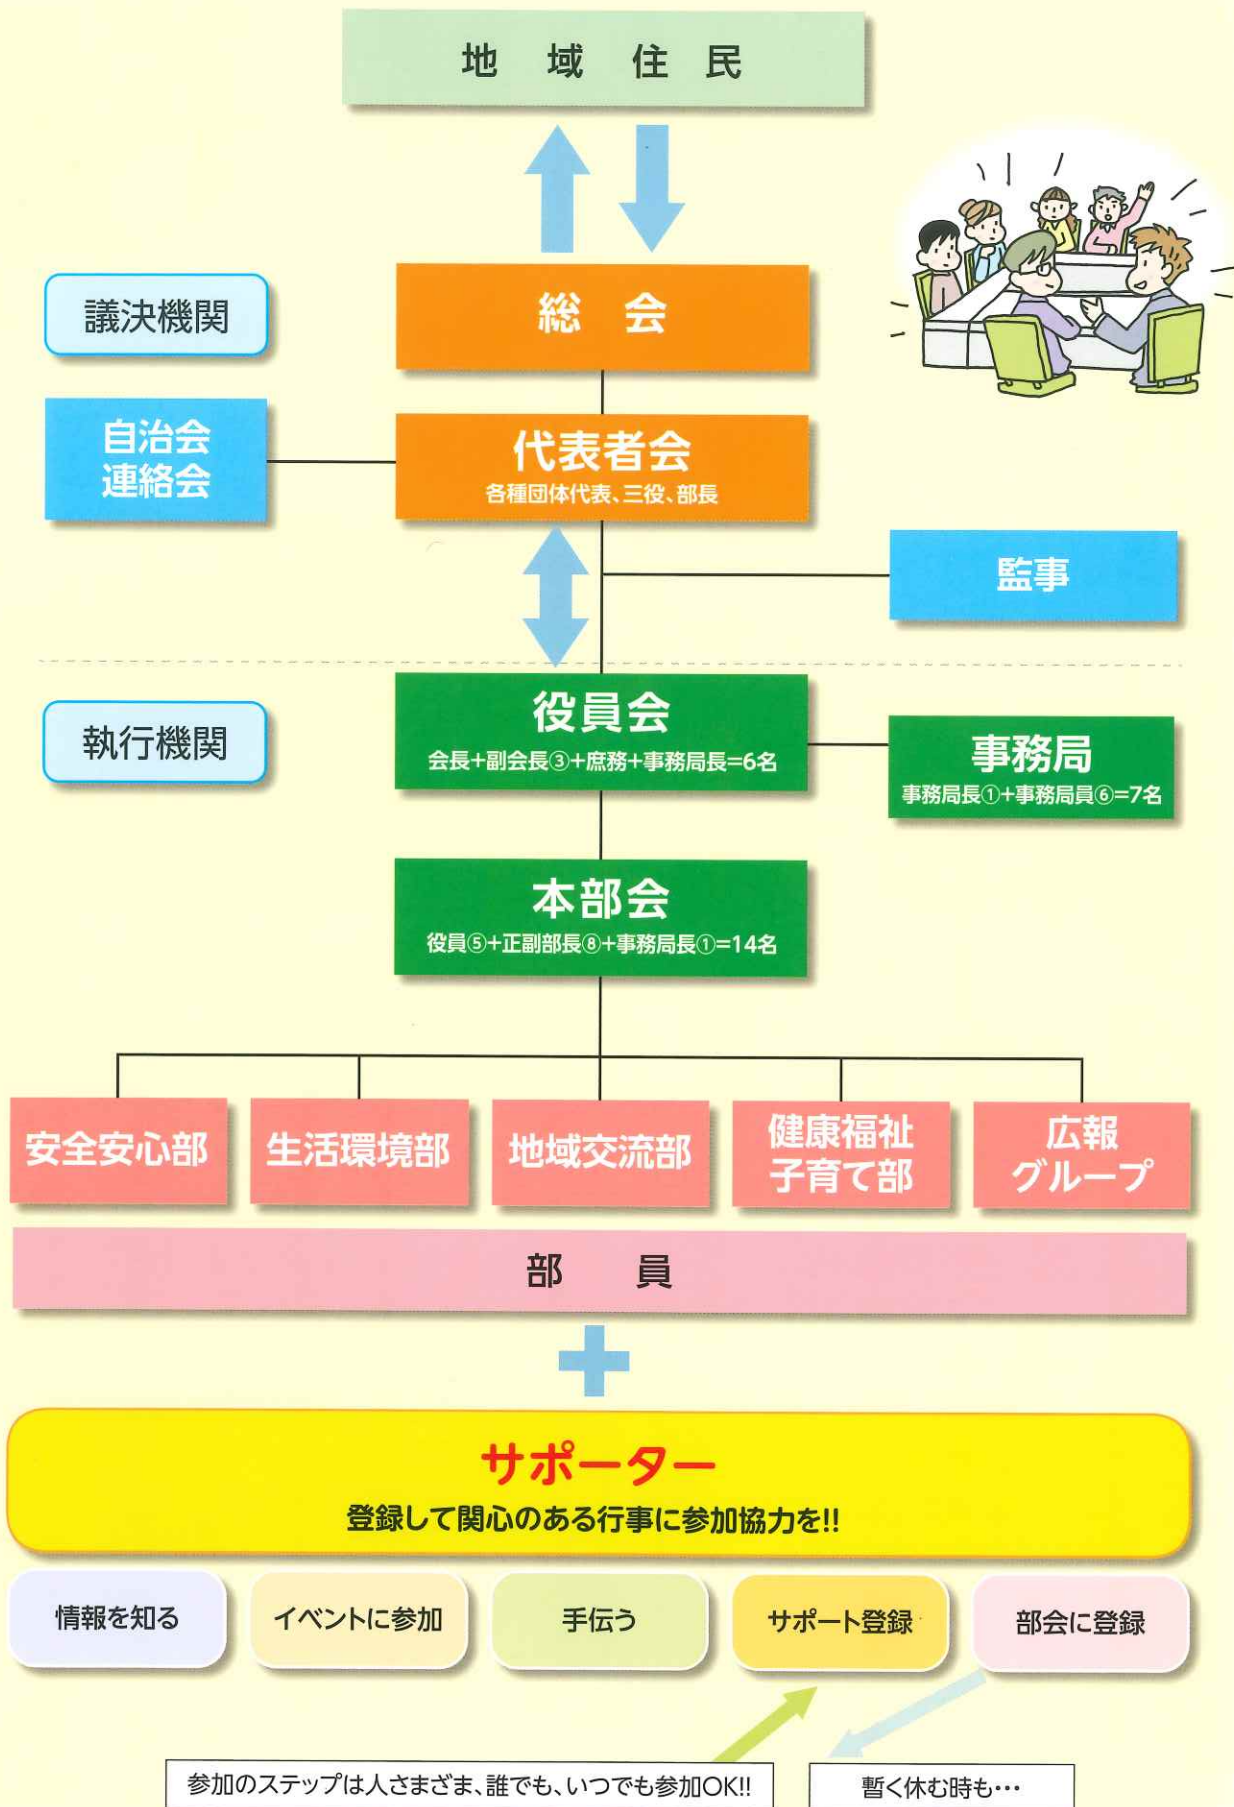 地域住民
議決機関
総会
自治会
連絡会
代表者会
各種団体代表、三役、部長
監事
執行機関
役員会
会長+副会長③+庶務+事務局長=6名
事務局
事務局長①+事務局員⑥=7名
本部会
役員⑤+正副部長⑧+事務局長①=14名
安全安心部
生活環境部
地域交流部
健康福祉
子育て部
広報
グループ
部員
サポーター
登録して関心のある行事に参加協力を!!
情報を知る
イベントに参加
手伝う
サポート登録
部会に登録
参加のステップは人さまざま、誰でも、いつでも参加OK!!
暫く休む時も…